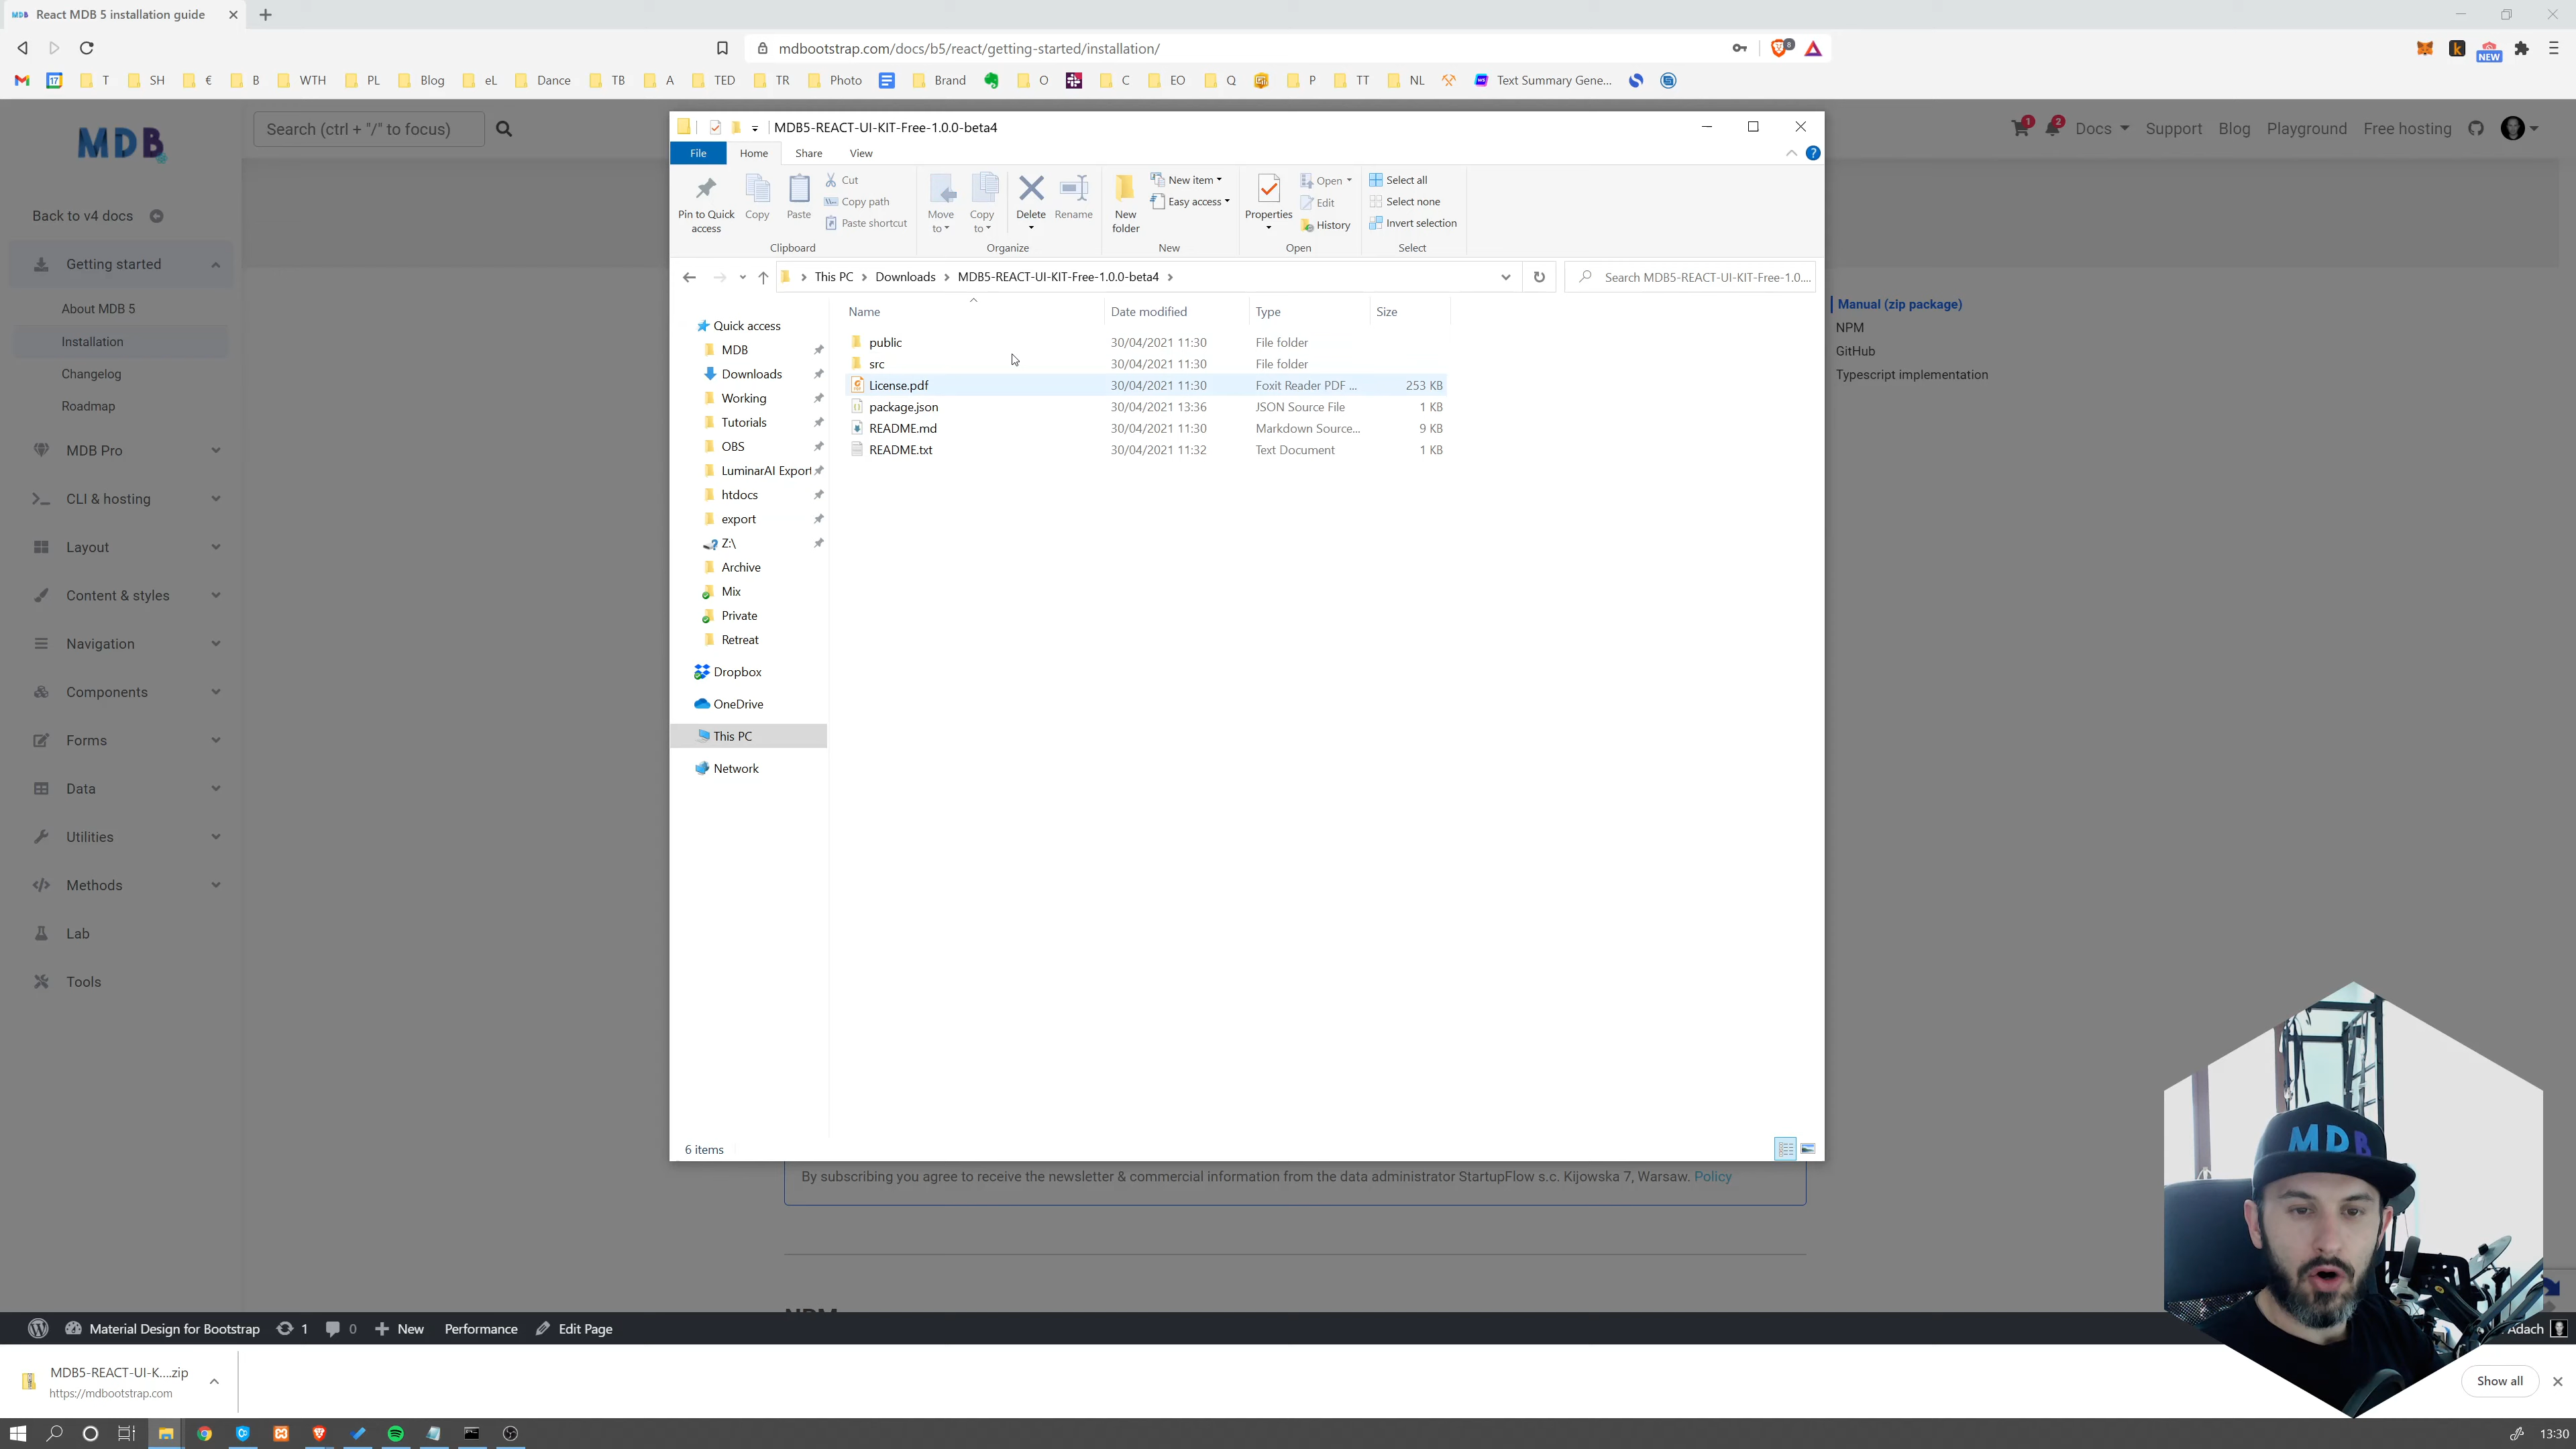 MDB React MDB 5 installation guide
mdbootstrap.com/docs/b5/react/getting-started/installation/
8
NEW
17 T SH € B WTH PL Blog eL Dance TB A TED TR Photo Brand O C EO Q P TT NL Text Summary Gene...
MDB
Search (ctrl + "/" to focus)
1 2 Docs Support Blog Playground Free hosting
Back to v4 docs
Getting started
About MDB 5
Installation
Changelog
Roadmap
MDB Pro
CLI & hosting
Layout
Content & styles
Navigation
Components
Forms
Data
Utilities
Methods
Lab
Tools
MDB5-REACT-UI-KIT-Free-1.0.0-beta4
File Home Share View
Pin to Quick access
Copy
Paste
Cut
Copy path
Paste shortcut
Clipboard
Move to
Copy to
Delete
Rename
Organize
New folder
New item
Easy access
New
Properties
Open
Edit
History
Open
Select all
Select none
Invert selection
Select
This PC > Downloads > MDB5-REACT-UI-KIT-Free-1.0.0-beta4 >
Search MDB5-REACT-UI-KIT-Free-1.0....
Name Date modified Type Size
public 30/04/2021 11:30 File folder
src 30/04/2021 11:30 File folder
License.pdf 30/04/2021 11:30 Foxit Reader PDF ... 253 KB
package.json 30/04/2021 13:36 JSON Source File 1 KB
README.md 30/04/2021 11:30 Markdown Source... 9 KB
README.txt 30/04/2021 11:32 Text Document 1 KB
Quick access
MDB
Downloads
Working
Tutorials
OBS
LuminarAI Export
htdocs
export
Z:\
Archive
Mix
Private
Retreat
Dropbox
OneDrive
This PC
Network
6 items
Manual (zip package)
NPM
GitHub
Typescript implementation
By subscribing you agree to receive the newsletter & commercial information from the data administrator StartupFlow s.c. Kijowska 7, Warsaw. Policy
NPM
MDB
Material Design for Bootstrap 1 0 New Performance Edit Page
Adach
MDB5-REACT-UI-K....zip
https://mdbootstrap.com
Show all
13:30